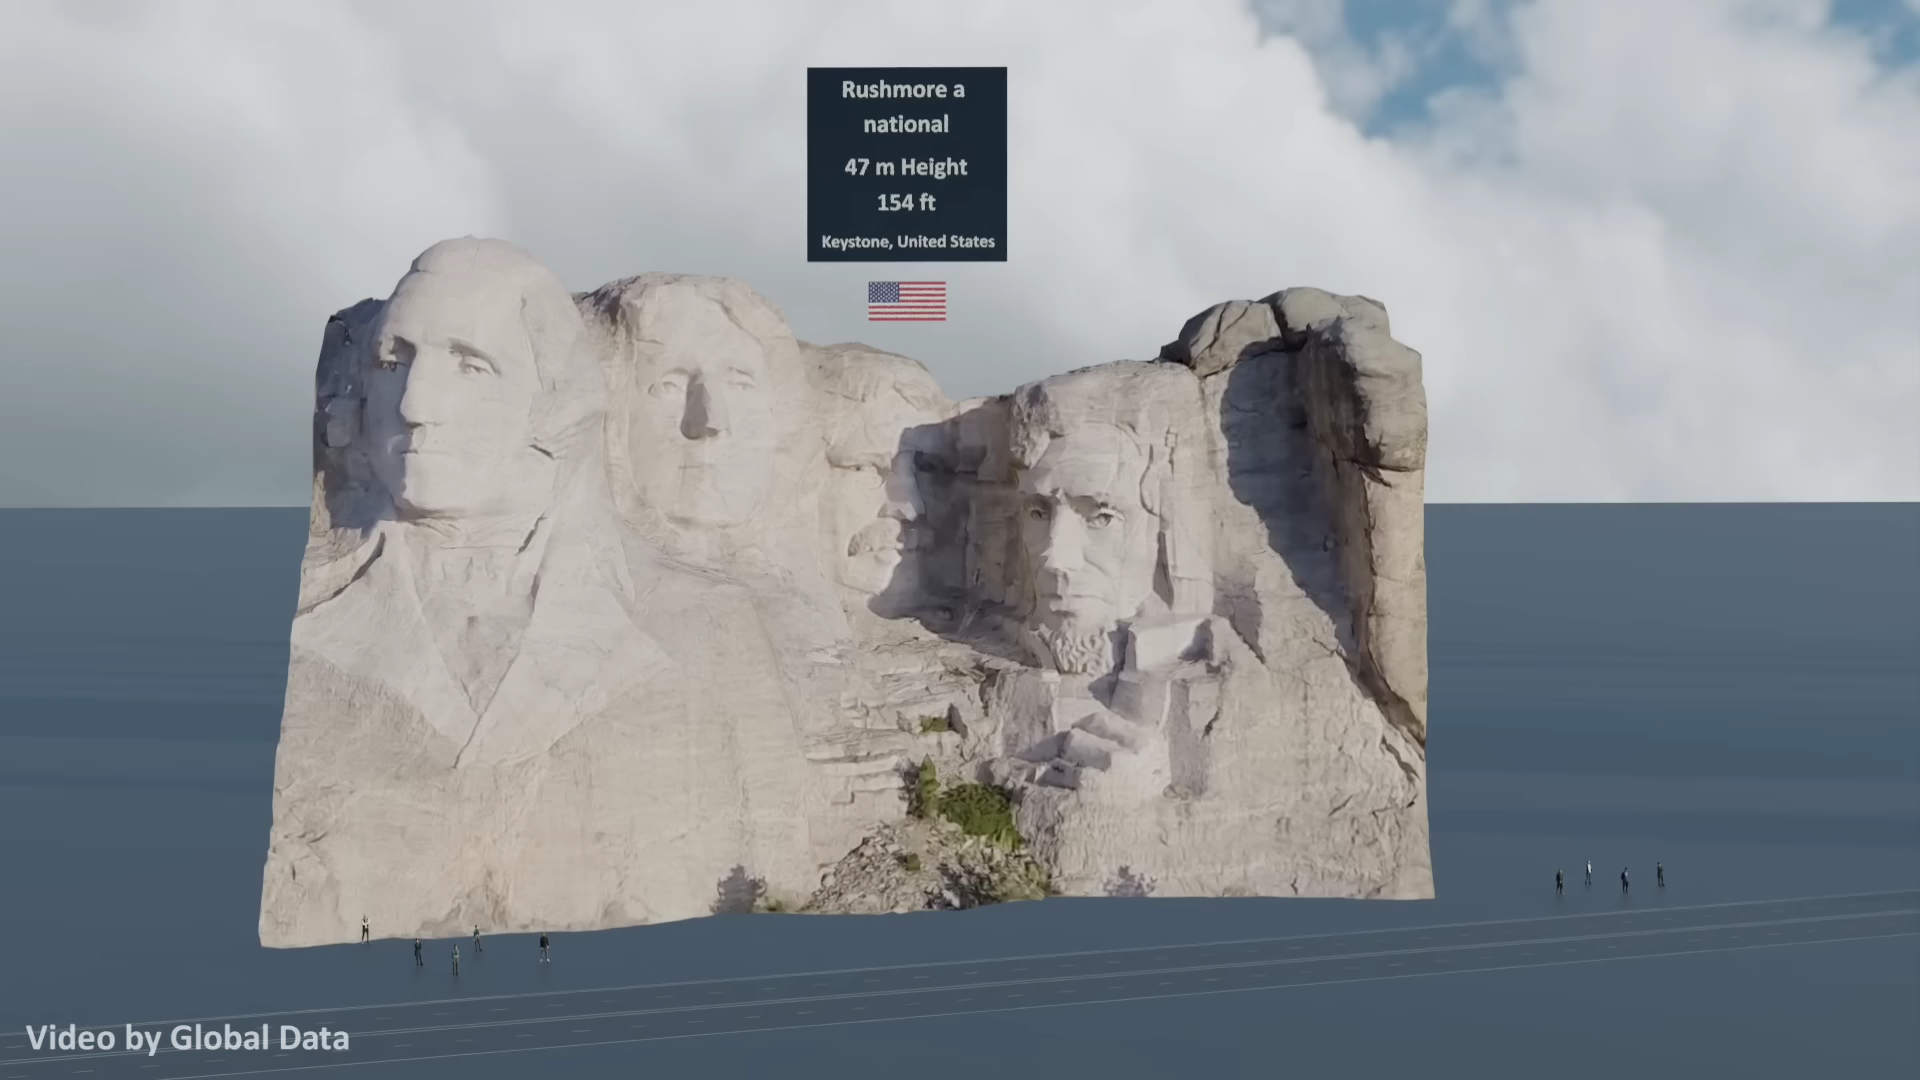 Rushmore a
national
47 m Height
154 ft
Keystone, United States
Video by Global Data